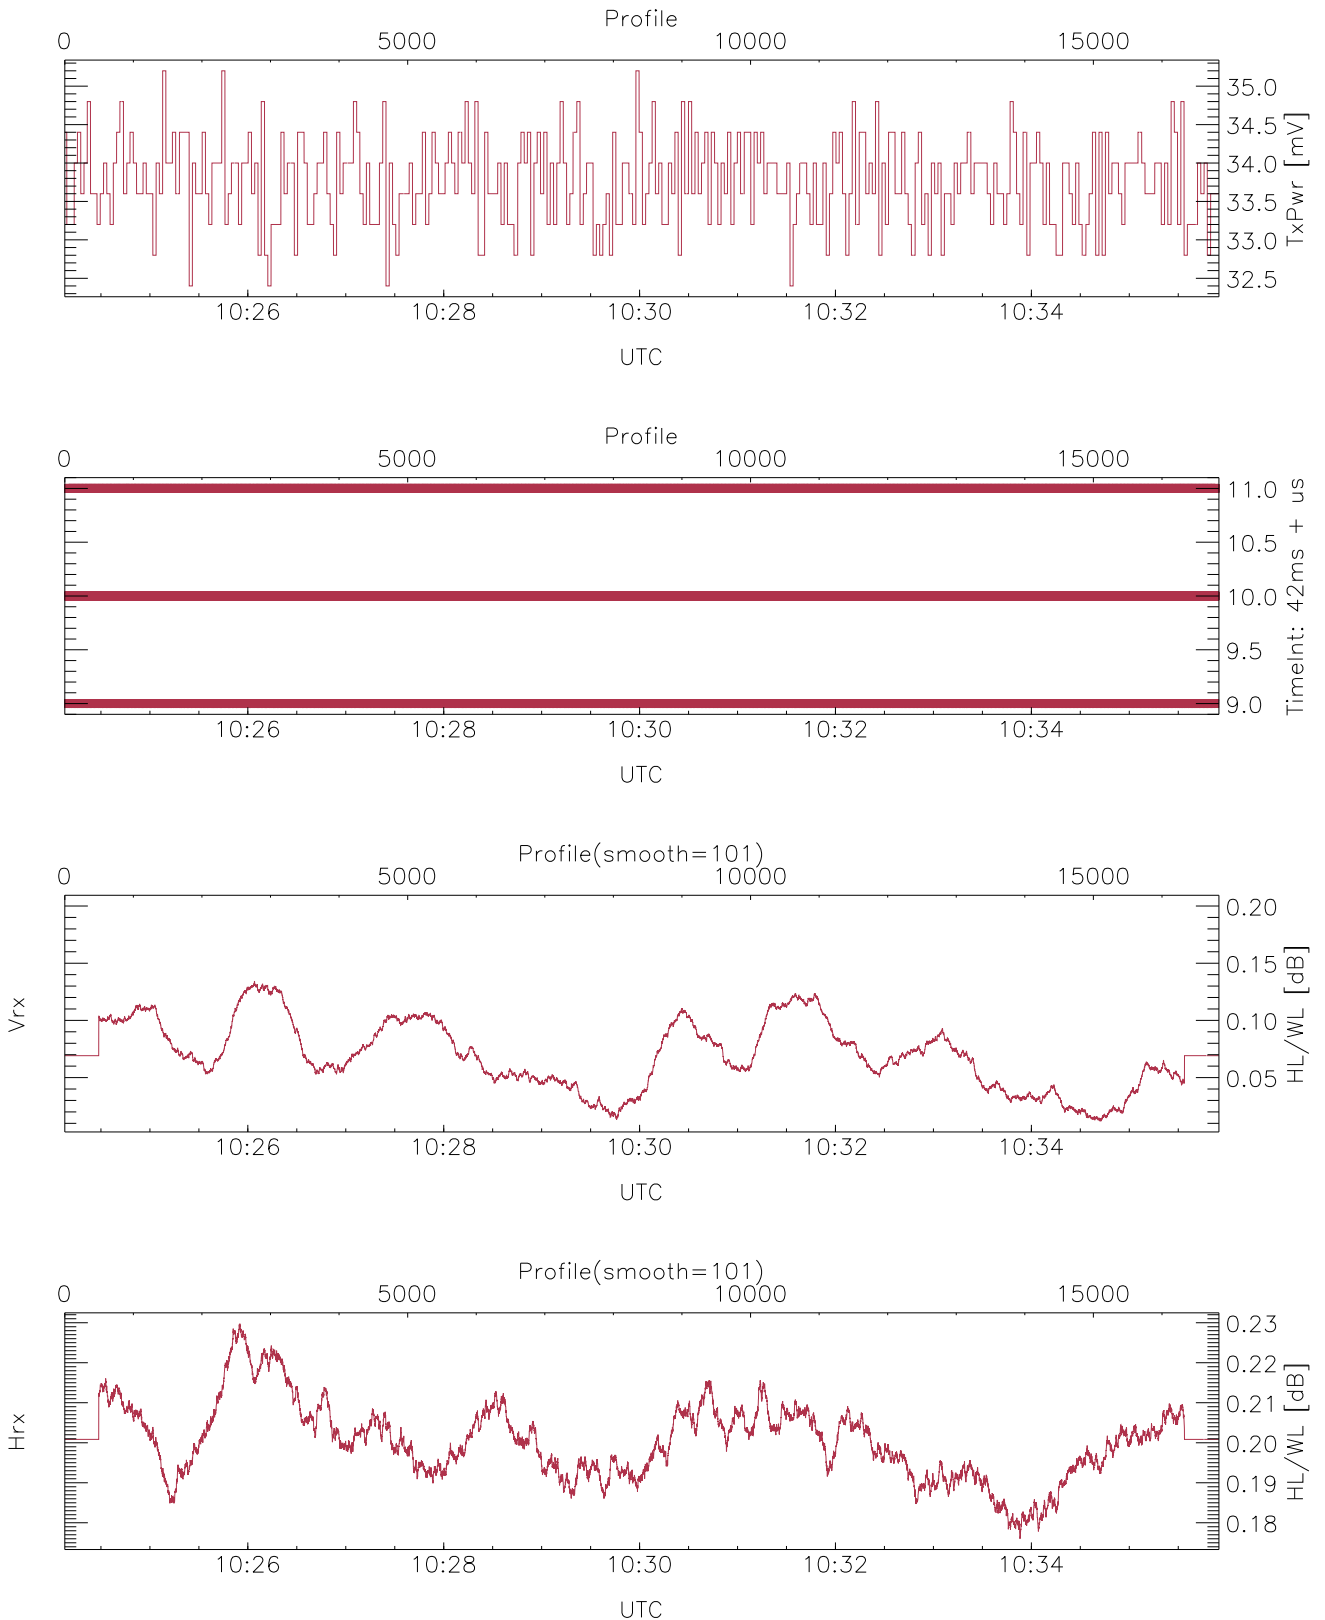 Profile
0 5000 10000 15000
35.0
34.5
34.0
33.5
33.0
32.5
TxPwr [mV]
10:26 10:28 10:30 10:32 10:34
UTC
Profile
0 5000 10000 15000
11.0
10.5
10.0
9.5
9.0
TimeInt: 42ms + us
10:26 10:28 10:30 10:32 10:34
UTC
Profile(smooth=101)
0 5000 10000 15000
Vrx
0.20
0.15
0.10
0.05
HL/WL [dB]
10:26 10:28 10:30 10:32 10:34
UTC
Profile(smooth=101)
0 5000 10000 15000
Hrx
0.23
0.22
0.21
0.20
0.19
0.18
HL/WL [dB]
10:26 10:28 10:30 10:32 10:34
UTC